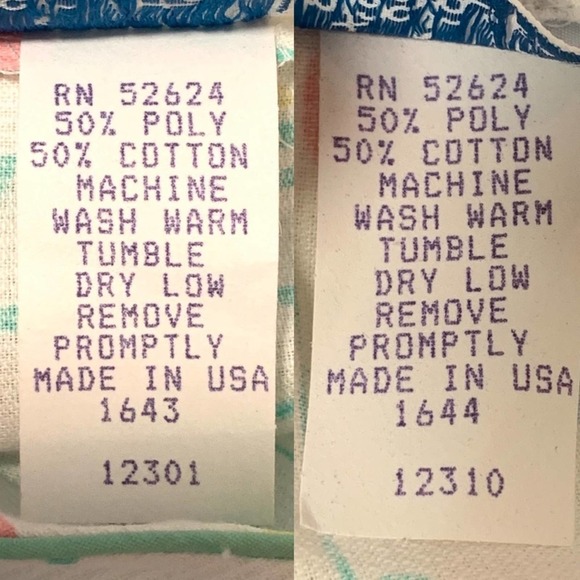 RN 52624
50% POLY
50% COTTON
MACHINE
WASH WARM
TUMBLE
DRY LOW
REMOVE
PROMPTLY
MADE IN USA
1643
12301
RN 52624
50% POLY
50% COTTON
MACHINE
WASH WARM
TUMBLE
DRY LOW
REMOVE
PROMPTLY
MADE IN USA
1644
12310